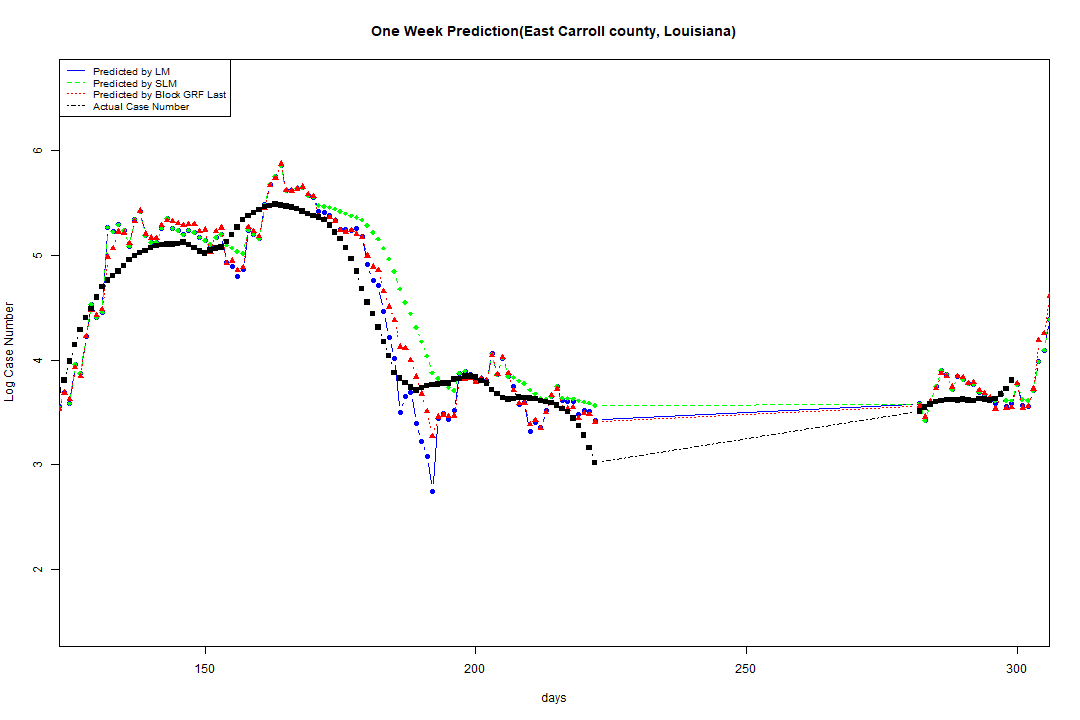 One Week Prediction(East Carroll county, Louisiana)
Predicted by LM
Predicted by SLM
Predicted by Block GRF Last
Actual Case Number
Log Case Number
6
5
4
3
2
150
200
250
300
days